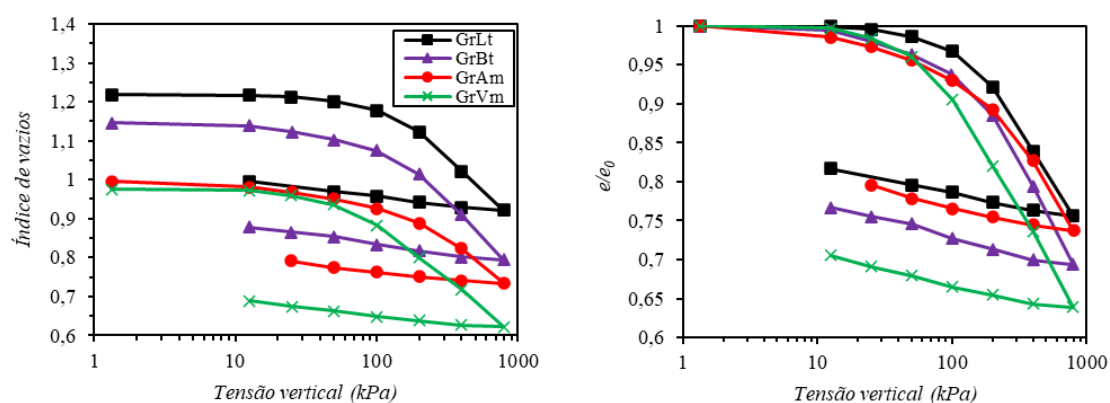 1,4
1,3
1,2
1,1
1
0,9
0,8
0,7
0,6
Índice de vazios
1 10 100 1000
Tensão vertical (kPa)
GrLt
GrBt
GrAm
GrVm
1
0,95
0,9
0,85
0,8
0,75
0,7
0,65
0,6
e/e0
1 10 100 1000
Tensão vertical (kPa)